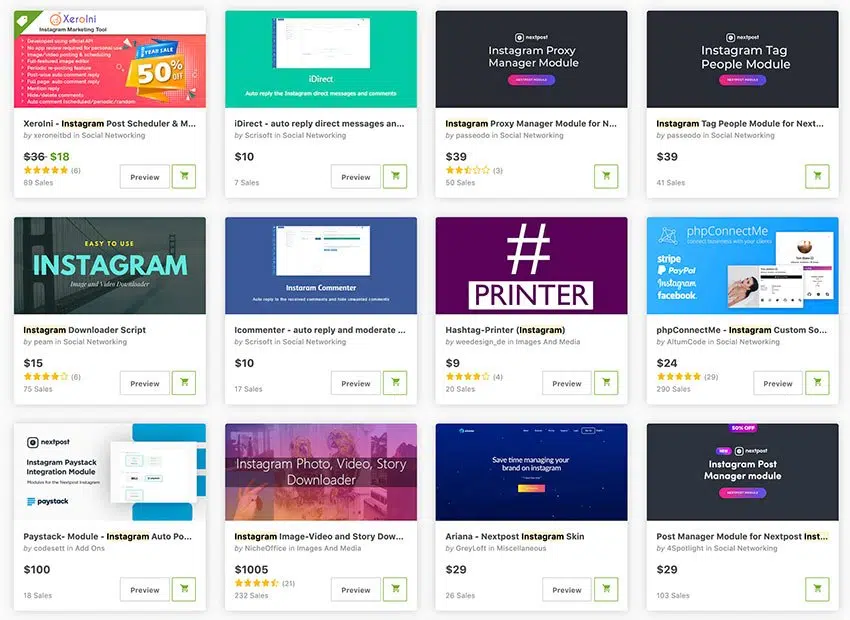 XeroIni
Instagram Marketing Tool
Developed using official API
No app review required for personal use
Image/video posting & scheduling
Full-featured image editor
Periodic re-posting feature
Post-wise auto comment reply
Full page auto comment reply
Mention reply
Hide/delete comments
Auto comment (scheduled/periodic/random)
YEAR SALE
50% OFF
XeroIni - Instagram Post Scheduler & M...
by xeroneitbd in Social Networking
$36 $18
(6)
69 Sales
Preview
iDirect
Auto reply the Instagram direct messages and comments
iDirect - auto reply direct messages an...
by Scrisoft in Social Networking
$10
7 Sales
Preview
nextpost
Instagram Proxy
Manager Module
NEXTPOST MODULE
Instagram Proxy Manager Module for N...
by passeodo in Social Networking
$39
(3)
50 Sales
nextpost
Instagram Tag
People Module
NEXTPOST MODULE
Instagram Tag People Module for Next...
by passeodo in Social Networking
$39
41 Sales
EASY TO USE
INSTAGRAM
Image and Video Downloader
Instagram Downloader Script
by peam in Social Networking
$15
(6)
75 Sales
Preview
Instaram Commenter
Auto reply to the received comments and hide unwanted comments
Icommenter - auto reply and moderate ...
by Scrisoft in Social Networking
$10
17 Sales
Preview
#
PRINTER
Hashtag-Printer (Instagram)
by weedesign_de in Images And Media
$9
(4)
20 Sales
Preview
phpConnectMe
connect bussiness with your clients
stripe
PayPal
Instagram
facebook.
phpConnectMe - Instagram Custom So...
by AltumCode in Social Networking
$24
(29)
290 Sales
Preview
nextpost
Instagram Paystack
Integration Module
Modules for the Nextpost Instagram
paystack
Paystack- Module - Instagram Auto Po...
by codesett in Add Ons
$100
18 Sales
Preview
Instagram Photo, Video, Story
Downloader
Instagram Image-Video and Story Dow...
by NicheOffice in Images And Media
$1005
(21)
232 Sales
Preview
Save time managing your
brand on instagram
Ariana - Nextpost Instagram Skin
by GreyLoft in Miscellaneous
$29
26 Sales
Preview
50% OFF
NEW
nextpost
Instagram Post
Manager module
NEXTPOST MODULE
Post Manager Module for Nextpost Inst...
by 4Spotlight in Social Networking
$29
103 Sales